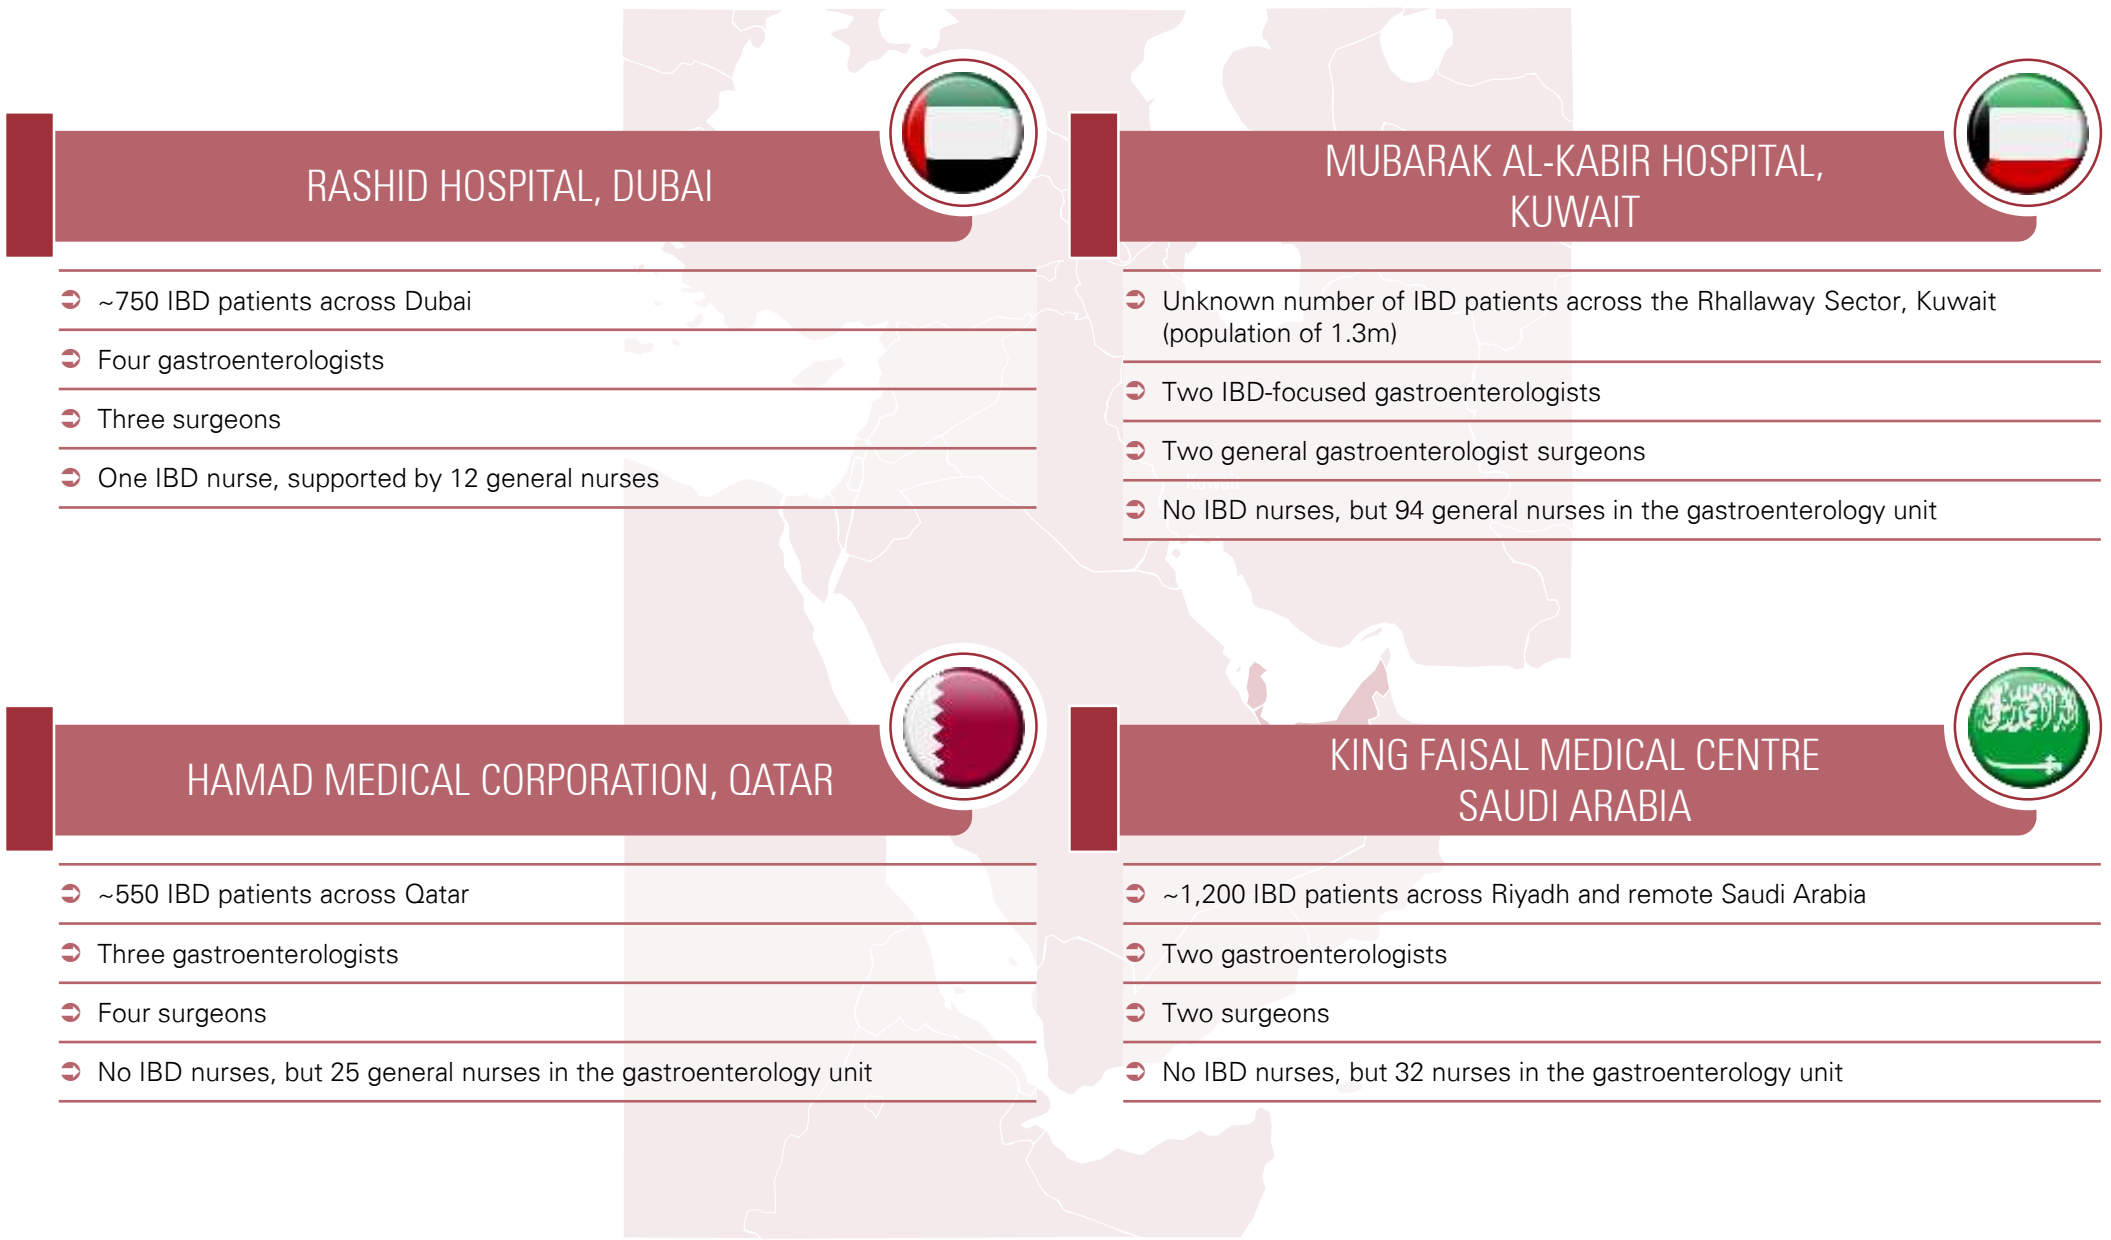 RASHID HOSPITAL, DUBAI
~750 IBD patients across Dubai
Four gastroenterologists
Three surgeons
One IBD nurse, supported by 12 general nurses
MUBARAK AL-KABIR HOSPITAL,
KUWAIT
Unknown number of IBD patients across the Rhallaway Sector, Kuwait
(population of 1.3m)
Two IBD-focused gastroenterologists
Two general gastroenterologist surgeons
Kuwait
No IBD nurses, but 94 general nurses in the gastroenterology unit
HAMAD MEDICAL CORPORATION, QATAR
~550 IBD patients across Qatar
Three gastroenterologists
Four surgeons
No IBD nurses, but 25 general nurses in the gastroenterology unit
KING FAISAL MEDICAL CENTRE
SAUDI ARABIA
~1,200 IBD patients across Riyadh and remote Saudi Arabia
Two gastroenterologists
Two surgeons
No IBD nurses, but 32 nurses in the gastroenterology unit